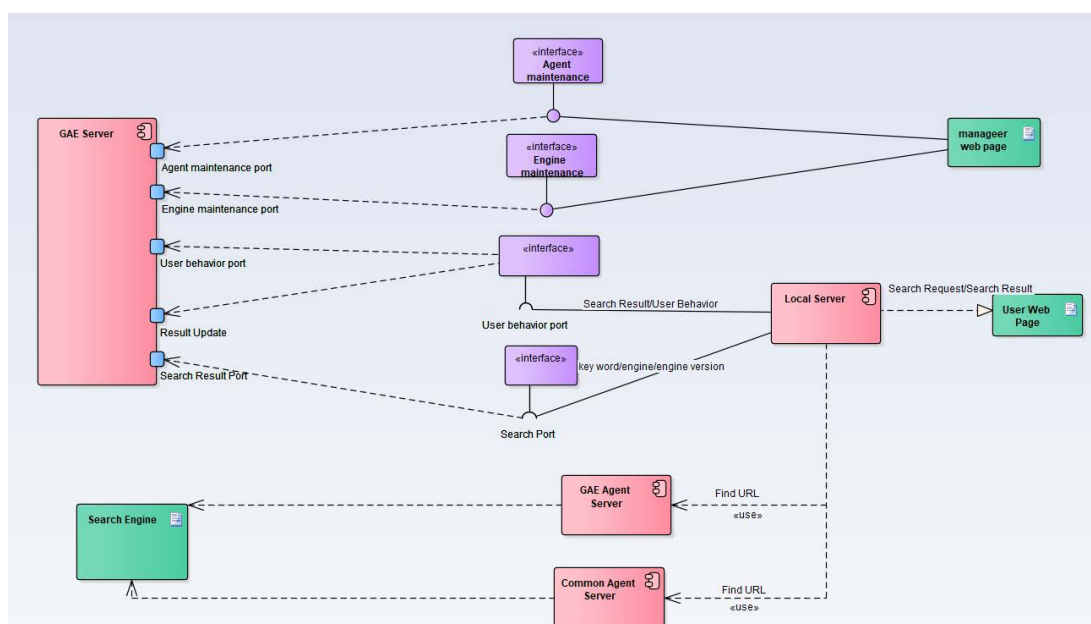 «interface»
Agent
maintenance
GAE Server
Agent maintenance port
Engine maintenance port
User behavior port
Result Update
Search Result Port
«interface»
Engine
maintenance
manageer
web page
«interface»
User behavior port
Search Result/User Behavior
Local Server
Search Request/Search Result
User Web
Page
«interface»
Search Port
key word/engine/engine version
GAE Agent
Server
Find URL
«use»
Search Engine
Common Agent
Server
Find URL
«use»